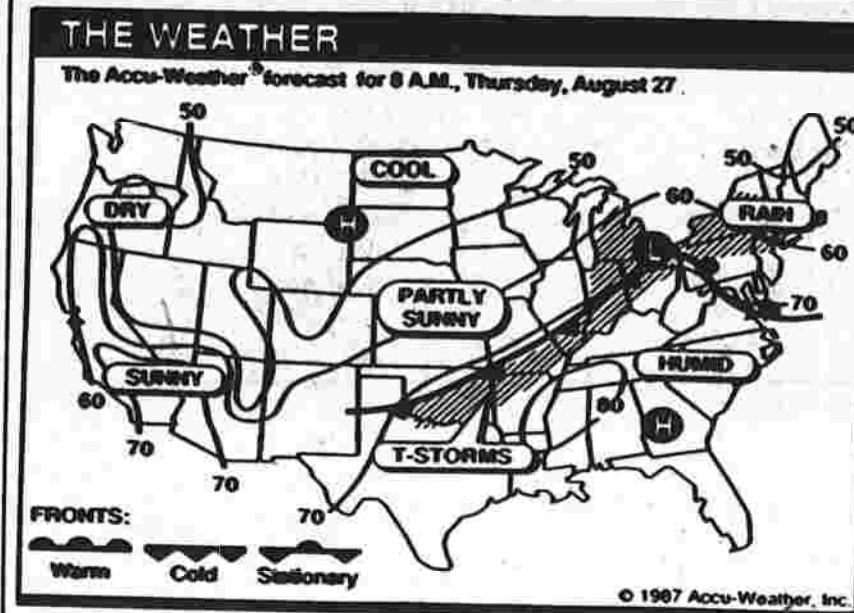 THE WEATHER
The Accu-Weather® forecast for 8 A.M., Thursday, August 27.
50
50
COOL
50
50
60
DRY
H
RAIN
L
60
PARTLY
SUNNY
70
SUNNY
HUMID
60
80
H
70
T-STORMS
70
70
FRONTS:
Warm
Cold
Stationary
© 1987 Accu-Weather, Inc.